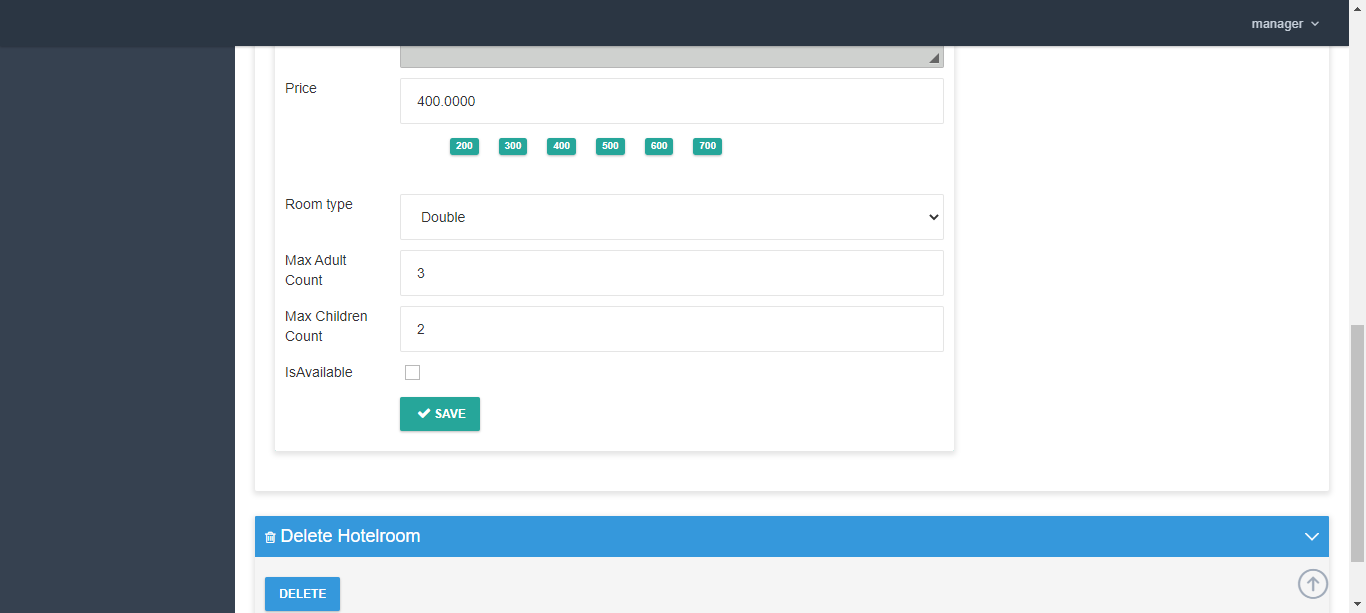 manager
Price
400.0000
200 300 400 500 600 700
Room type
Double
Max Adult
Count
3
Max Children
Count
2
IsAvailable
SAVE
Delete Hotelroom
DELETE